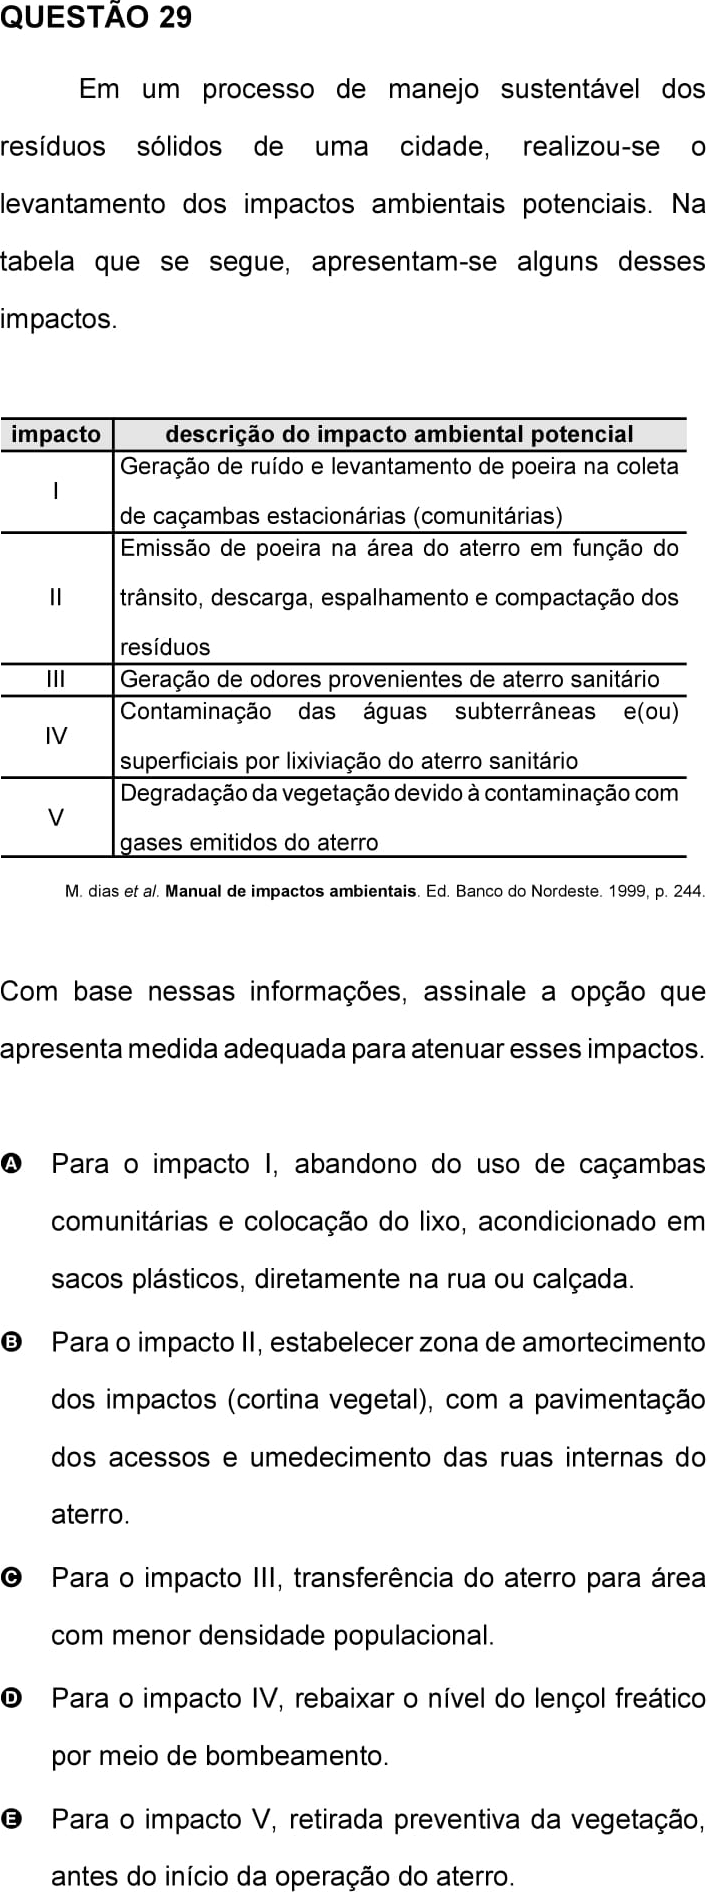 QUESTÃO 29
Em um processo de manejo sustentável dos
resíduos sólidos de uma cidade, realizou-se o
levantamento dos impactos ambientais potenciais. Na
tabela que se segue, apresentam-se alguns desses
impactos.
impacto descrição do impacto ambiental potencial
I
Geração de ruído e levantamento de poeira na coleta
de caçambas estacionárias (comunitárias)
II
Emissão de poeira na área do aterro em função do
trânsito, descarga, espalhamento e compactação dos
resíduos
III Geração de odores provenientes de aterro sanitário
IV
Contaminação das águas subterrâneas e(ou)
superficiais por lixiviação do aterro sanitário
V
Degradação da vegetação devido à contaminação com
gases emitidos do aterro
M. dias et al. Manual de impactos ambientais. Ed. Banco do Nordeste. 1999, p. 244.
Com base nessas informações, assinale a opção que
apresenta medida adequada para atenuar esses impactos.
A Para o impacto I, abandono do uso de caçambas
comunitárias e colocação do lixo, acondicionado em
sacos plásticos, diretamente na rua ou calçada.
B Para o impacto II, estabelecer zona de amortecimento
dos impactos (cortina vegetal), com a pavimentação
dos acessos e umedecimento das ruas internas do
aterro.
C Para o impacto III, transferência do aterro para área
com menor densidade populacional.
D Para o impacto IV, rebaixar o nível do lençol freático
por meio de bombeamento.
E Para o impacto V, retirada preventiva da vegetação,
antes do início da operação do aterro.